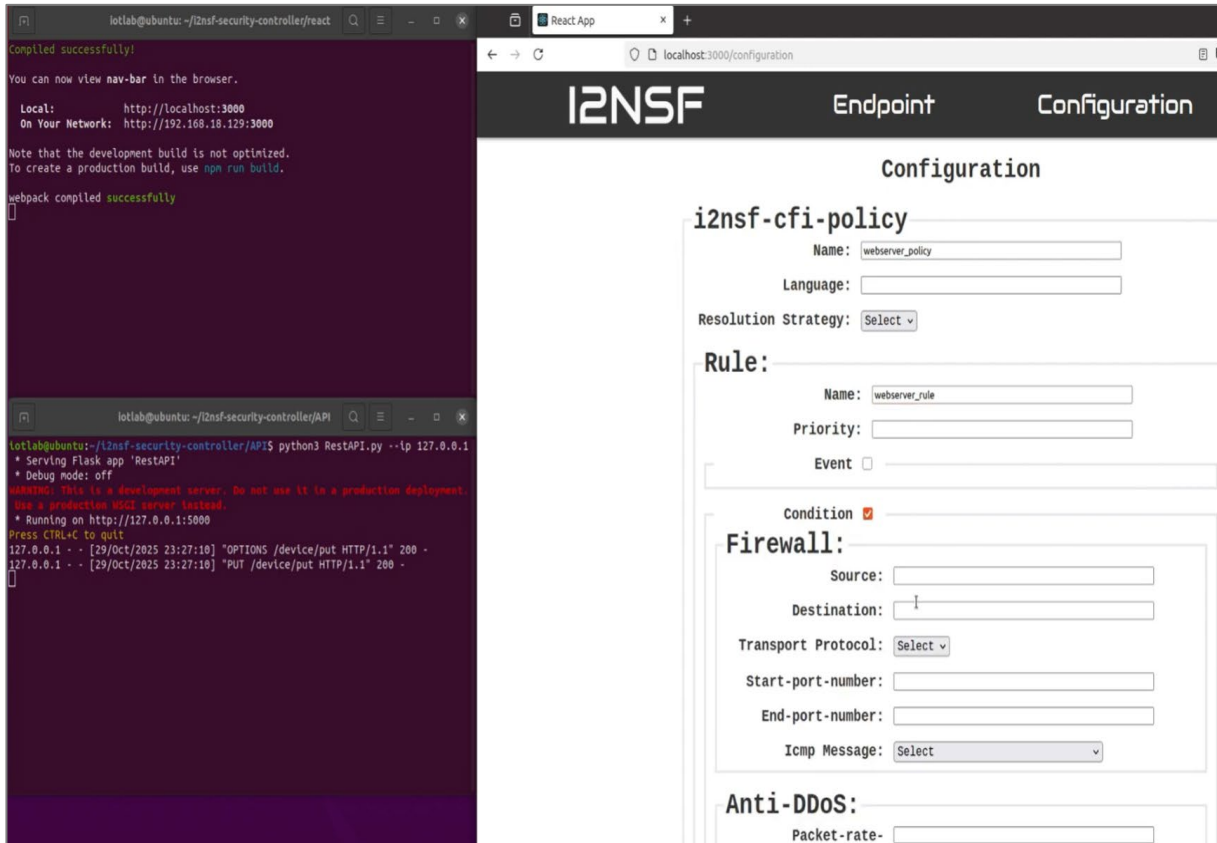 iotlab@ubuntu: ~/i2nsf-security-controller/react
Compiled successfully!
You can now view nav-bar in the browser.
Local: http://localhost:3000
On Your Network: http://192.168.18.129:3000
Note that the development build is not optimized.
To create a production build, use npm run build.
webpack compiled successfully
iotlab@ubuntu: ~/i2nsf-security-controller/API
iotlab@ubuntu:~/i2nsf-security-controller/API$ python3 RestAPI.py --ip 127.0.0.1
* Serving Flask app 'RestAPI'
* Debug mode: off
WARNING: This is a development server. Do not use it in a production deployment.
Use a production WSGI server instead.
* Running on http://127.0.0.1:5000
Press CTRL+C to quit
127.0.0.1 - - [29/Oct/2025 23:27:10] "OPTIONS /device/put HTTP/1.1" 200 -
127.0.0.1 - - [29/Oct/2025 23:27:10] "PUT /device/put HTTP/1.1" 200 -
React App
localhost:3000/configuration
I2NSF Endpoint Configuration
Configuration
i2nsf-cfi-policy
Name: webserver_policy
Language:
Resolution Strategy: Select
Rule:
Name: webserver_rule
Priority:
Event
Condition
Firewall:
Source:
Destination:
Transport Protocol: Select
Start-port-number:
End-port-number:
Icmp Message: Select
Anti-DDoS:
Packet-rate-